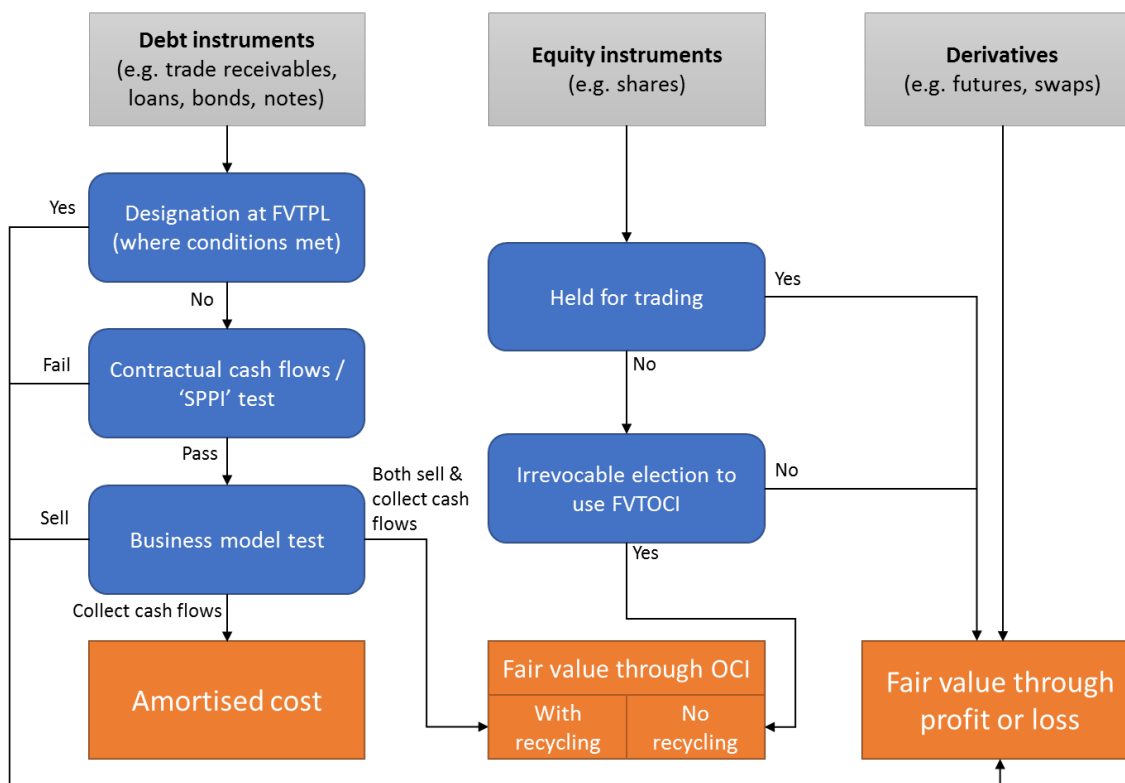 Debt instruments
(e.g. trade receivables,
loans, bonds, notes)
Equity instruments
(e.g. shares)
Derivatives
(e.g. futures, swaps)
Yes
Designation at FVTPL
(where conditions met)
No
Held for trading
Yes
No
Fail
Contractual cash flows /
‘SPPI’ test
Pass
Both sell &
collect cash
flows
Irrevocable election to
use FVTOCI
No
Yes
Sell
Business model test
Collect cash flows
Amortised cost
Fair value through OCI
With
recycling
No
recycling
Fair value through
profit or loss